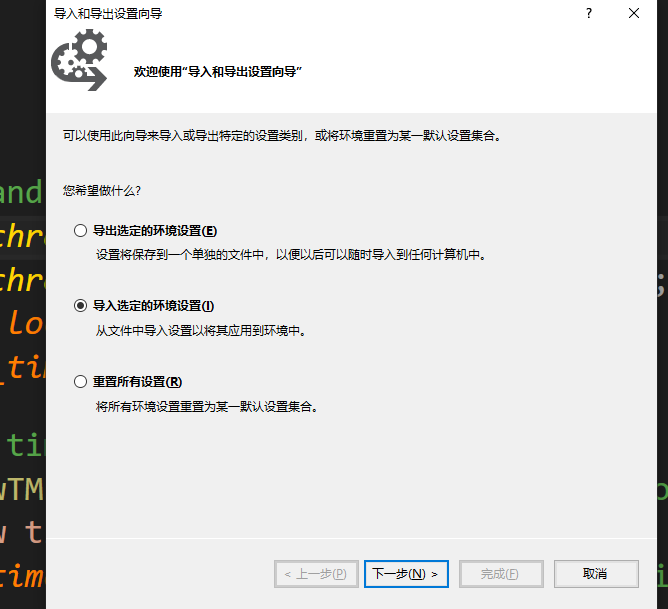 导入和导出设置向导
?
欢迎使用“导入和导出设置向导”
可以使用此向导来导入或导出特定的设置类别，或将环境重置为某一默认设置集合。
您希望做什么?
导出选定的环境设置(E)
设置将保存到一个单独的文件中，以便以后可以随时导入到任何计算机中。
导入选定的环境设置(I)
从文件中导入设置以将其应用到环境中。
重置所有设置(R)
将所有环境设置重置为某一默认设置集合。
< 上一步(P)
下一步(N) >
完成(F)
取消